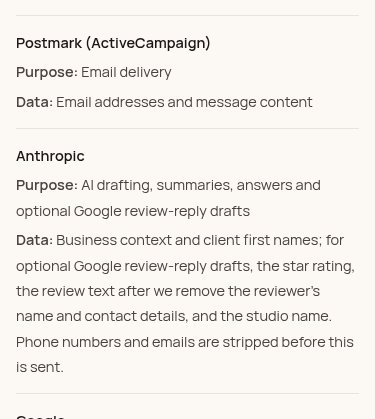 Postmark (ActiveCampaign)
Purpose: Email delivery
Data: Email addresses and message content
Anthropic
Purpose: AI drafting, summaries, answers and
optional Google review-reply drafts
Data: Business context and client first names; for
optional Google review-reply drafts, the star rating,
the review text after we remove the reviewer's
name and contact details, and the studio name.
Phone numbers and emails are stripped before this
is sent.